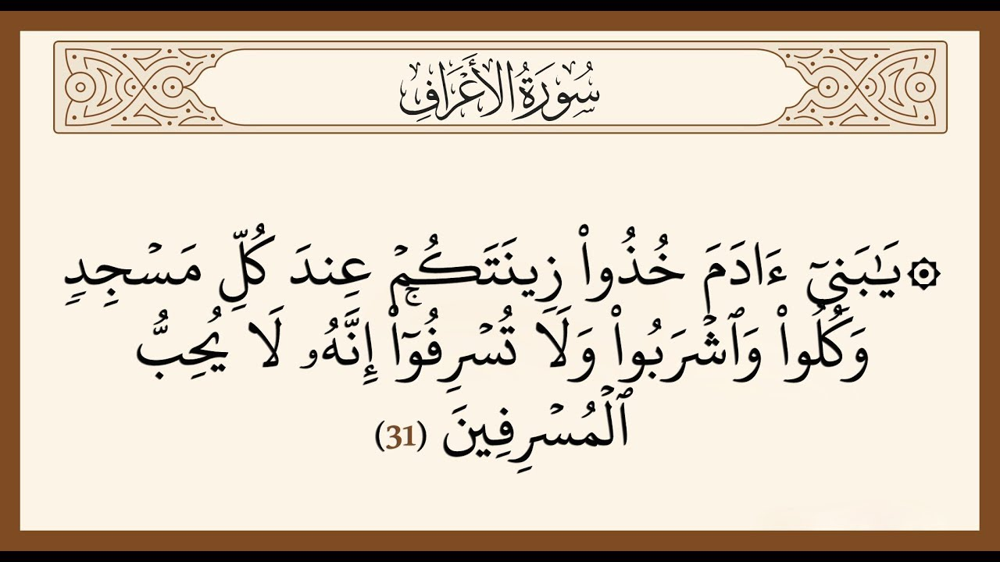 سُورَةُ الأَعْرَافِ
۞ يَـٰبَنِىٓ ءَادَمَ خُذُوا۟ زِينَتَكُمْ عِندَ كُلِّ مَسْجِدٍۢ
وَكُلُوا۟ وَٱشْرَبُوا۟ وَلَا تُسْرِفُوٓا۟ ۚ إِنَّهُۥ لَا يُحِبُّ
ٱلْمُسْرِفِينَ (31)